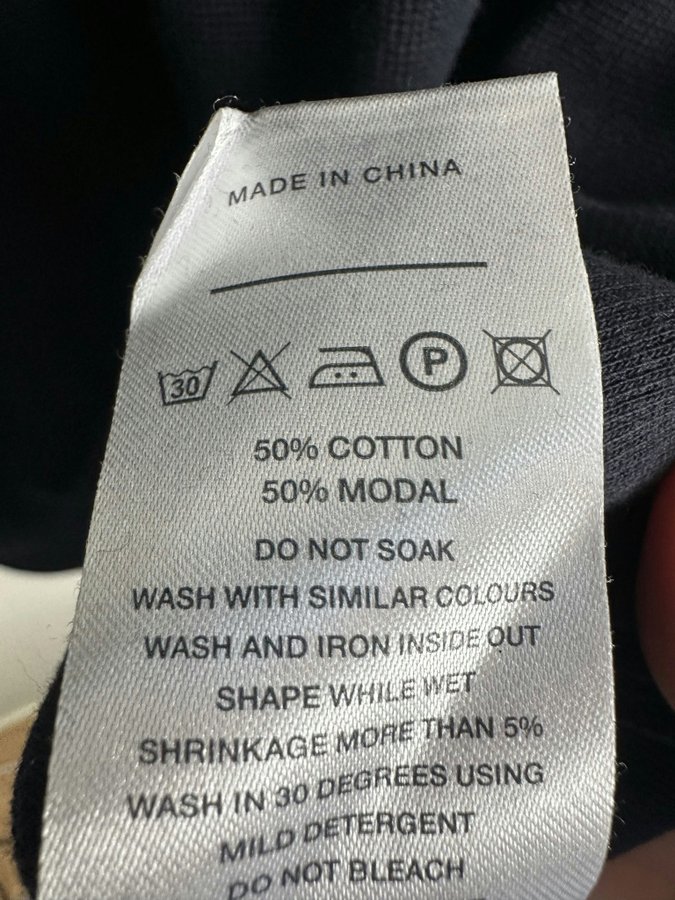 MADE IN CHINA
30 P
50% COTTON
50% MODAL
DO NOT SOAK
WASH WITH SIMILAR COLOURS
WASH AND IRON INSIDE OUT
SHAPE WHILE WET
SHRINKAGE MORE THAN 5%
WASH IN 30 DEGREES USING
MILD DETERGENT
DO NOT BLEACH